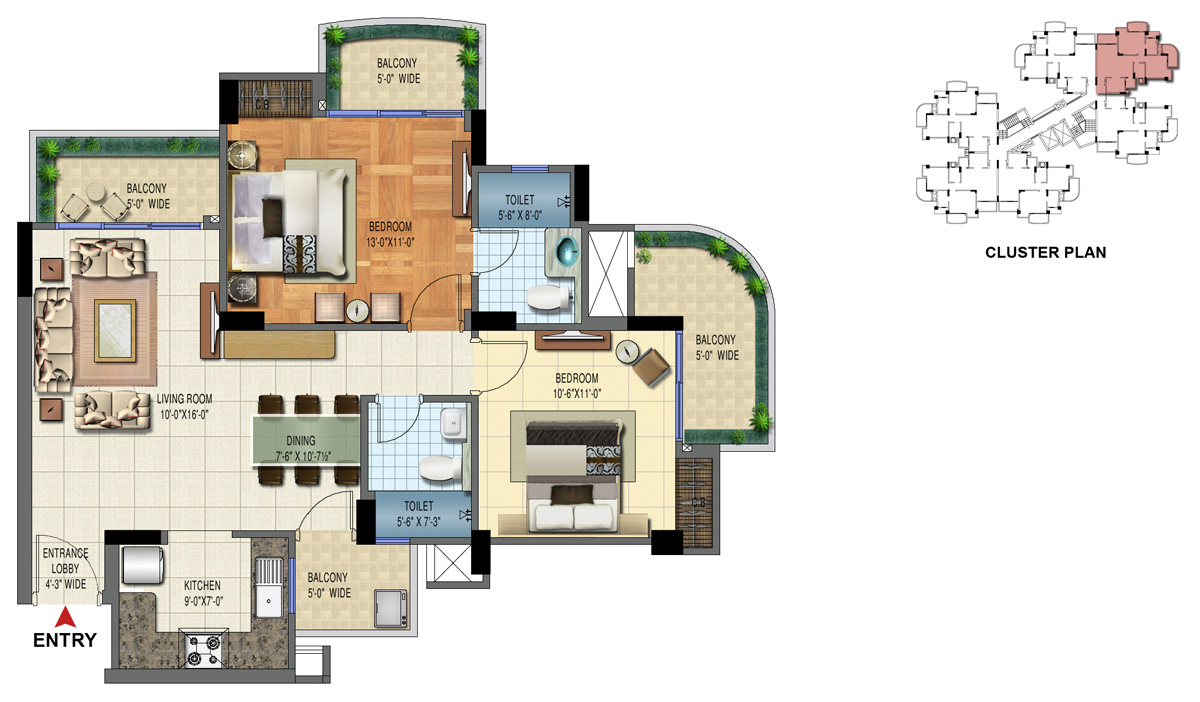 BALCONY
5'-0" WIDE
CB
BALCONY
5'-0" WIDE
TOILET
5'-6" X 8'-0"
BEDROOM
13'-0"X11'-0"
CLUSTER PLAN
BALCONY
5'-0" WIDE
BEDROOM
10'-6"X11'-0"
LIVING ROOM
10'-0"X16'-0"
DINING
7'-6" X 10'-7½"
CB
TOILET
5'-6" X 7'-3"
ENTRANCE
LOBBY
4'-3" WIDE
KITCHEN
9'-0"X7'-0"
BALCONY
5'-0" WIDE
ENTRY